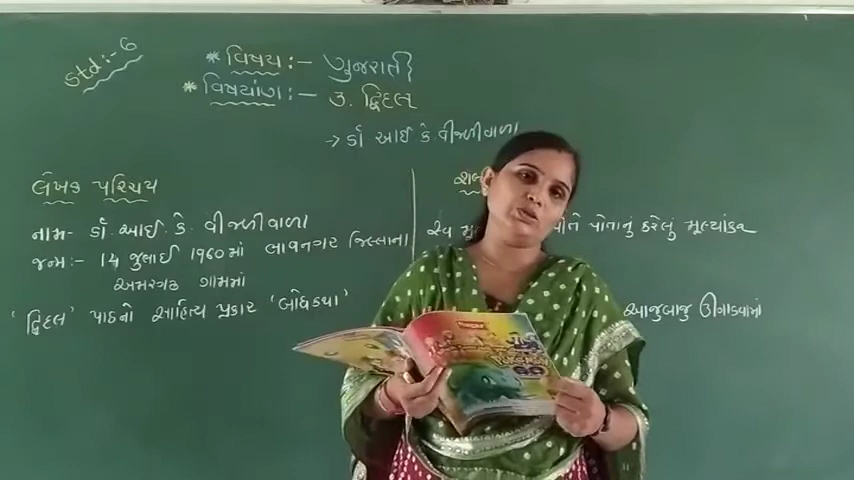 std:- 6
* વિષય:- ગુજરાતી
* વિષયાંગ:- ૩. દ્વિદલ
→ ડૉ આઈ કે વીજળીવાળા
લેખક પરિચય
નામ- ડૉ. આઈ. કે. વીજળીવાળા
જન્મ:- 14 જુલાઈ 1960માં ભાવનગર જિલ્લાના
અમરગઢ ગામમાં
'દ્વિદલ' પાઠનો સાહિત્ય પ્રકાર 'બોધકથા'
સ્વ પોતે પોતાનું કરેલું મૂલ્યાંકન
આજુબાજુ ઊગાડવામાં